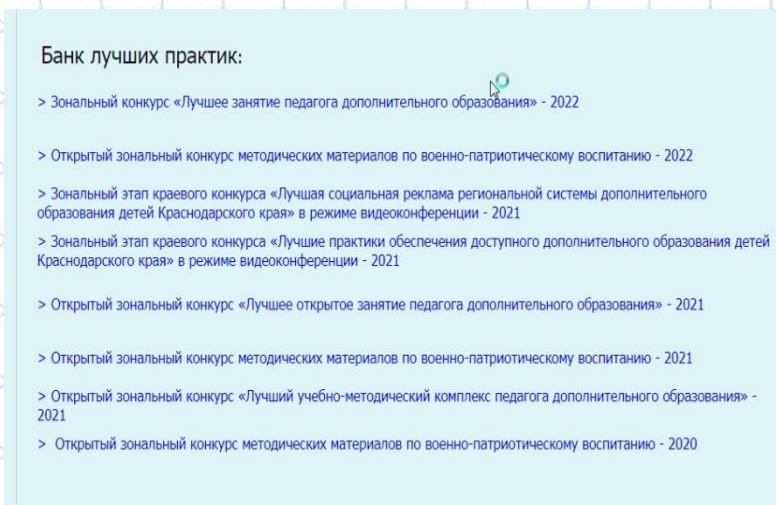 Банк лучших практик:
> Зональный конкурс «Лучшее занятие педагога дополнительного образования» - 2022
> Открытый зональный конкурс методических материалов по военно-патриотическому воспитанию - 2022
> Зональный этап краевого конкурса «Лучшая социальная реклама региональной системы дополнительного
образования детей Краснодарского края» в режиме видеоконференции - 2021
> Зональный этап краевого конкурса «Лучшие практики обеспечения доступного дополнительного образования детей
Краснодарского края» в режиме видеоконференции - 2021
> Открытый зональный конкурс «Лучшее открытое занятие педагога дополнительного образования» - 2021
> Открытый зональный конкурс методических материалов по военно-патриотическому воспитанию - 2021
> Открытый зональный конкурс «Лучший учебно-методический комплекс педагога дополнительного образования» -
2021
> Открытый зональный конкурс методических материалов по военно-патриотическому воспитанию - 2020